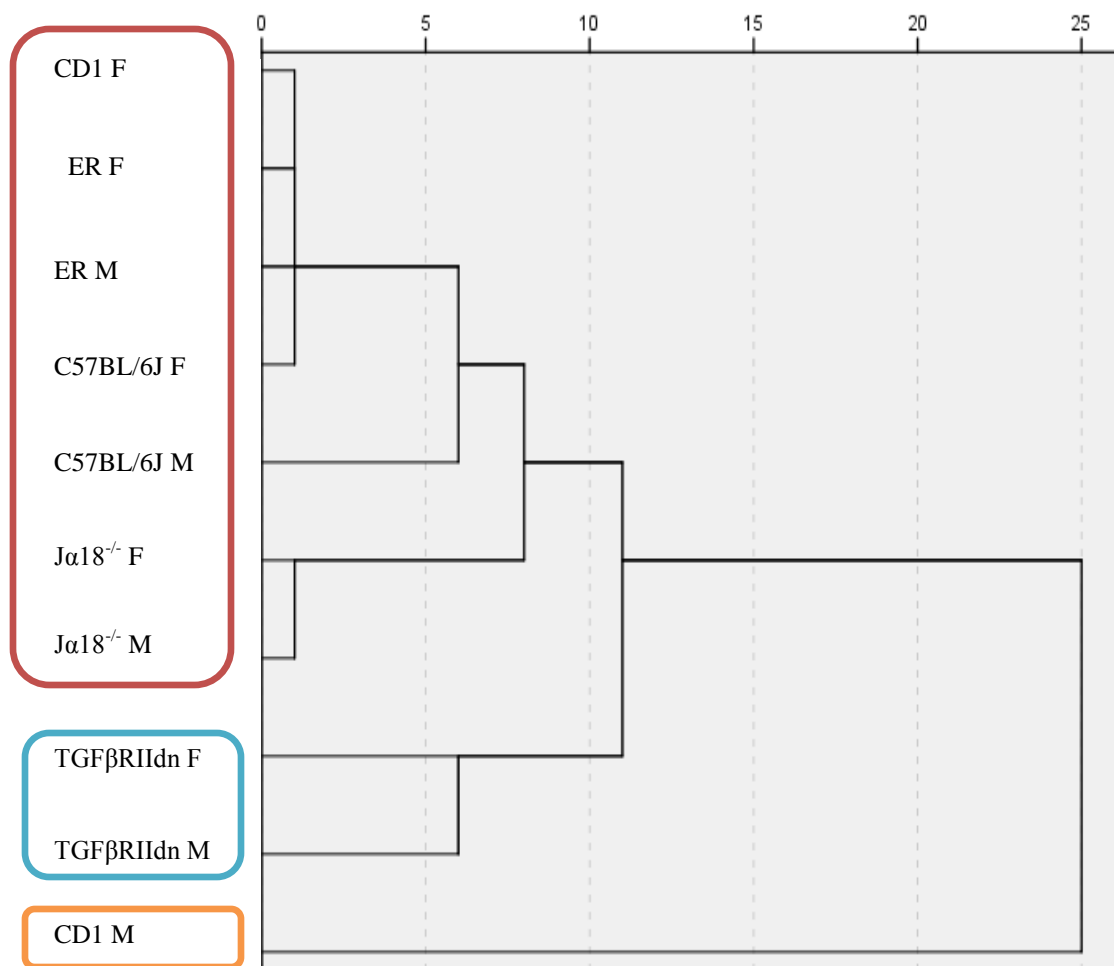 0 5 10 15 20 25
CD1 F
ER F
ER M
C57BL/6J F
C57BL/6J M
Jα18⁻/⁻ F
Jα18⁻/⁻ M
TGFβRIIdn F
TGFβRIIdn M
CD1 M